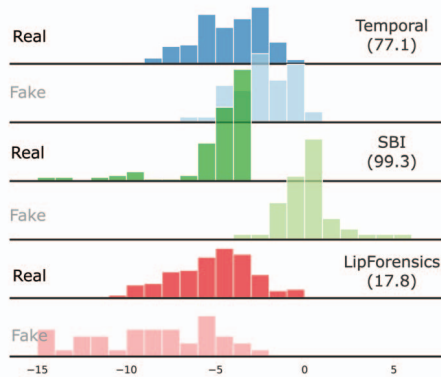 Real
Temporal
(77.1)
Fake
Real
SBI
(99.3)
Fake
Real
LipForensics
(17.8)
Fake
−15 −10 −5 0 5